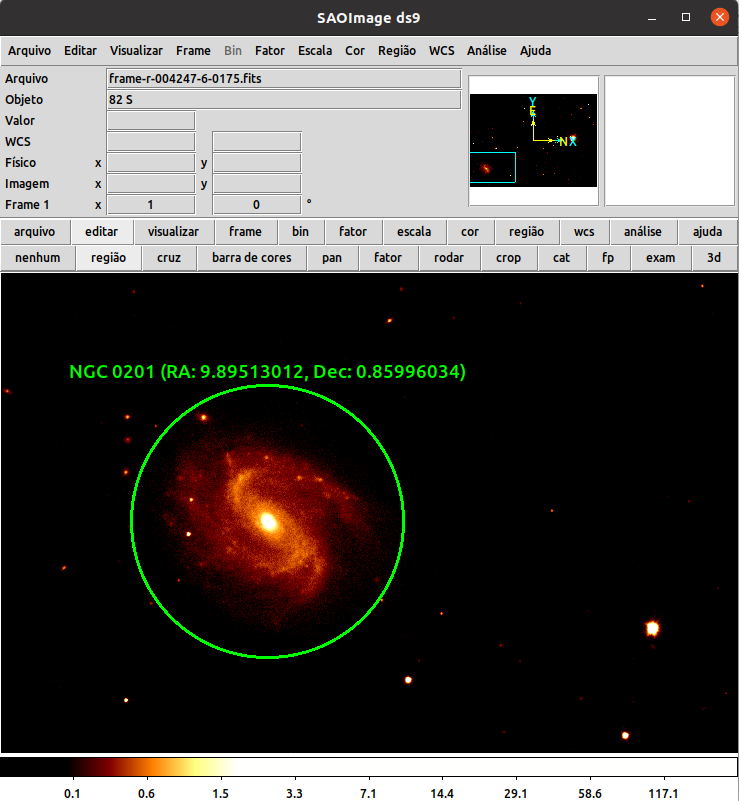 SAOImage ds9
Arquivo Editar Visualizar Frame Bin Fator Escala Cor Região WCS Análise Ajuda
Arquivo frame-r-004247-6-0175.fits
Objeto 82 S
Valor
WCS
Físico x y
Imagem x y
Frame 1 x 1 0 °
Y
E
N X
arquivo editar visualizar frame bin fator escala cor região wcs análise ajuda
nenhum região cruz barra de cores pan fator rodar crop cat fp exam 3d
NGC 0201 (RA: 9.89513012, Dec: 0.85996034)
0.1 0.6 1.5 3.3 7.1 14.4 29.1 58.6 117.1